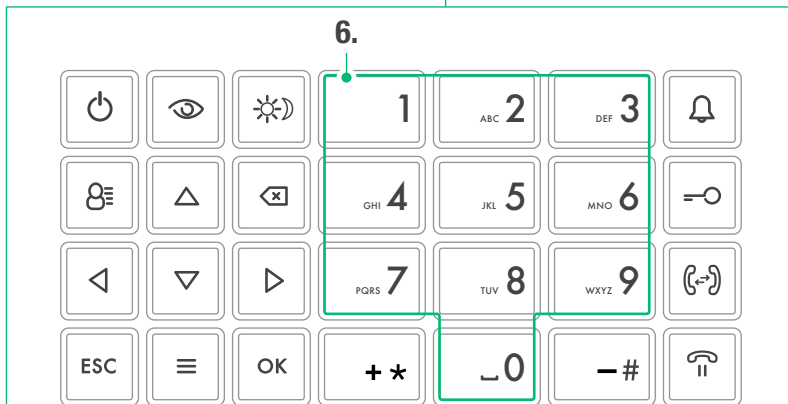 6.
1 ABC 2 DEF 3
GHI 4 JKL 5 MNO 6
PQRS 7 TUV 8 WXYZ 9
ESC OK +* ⎵0 −#